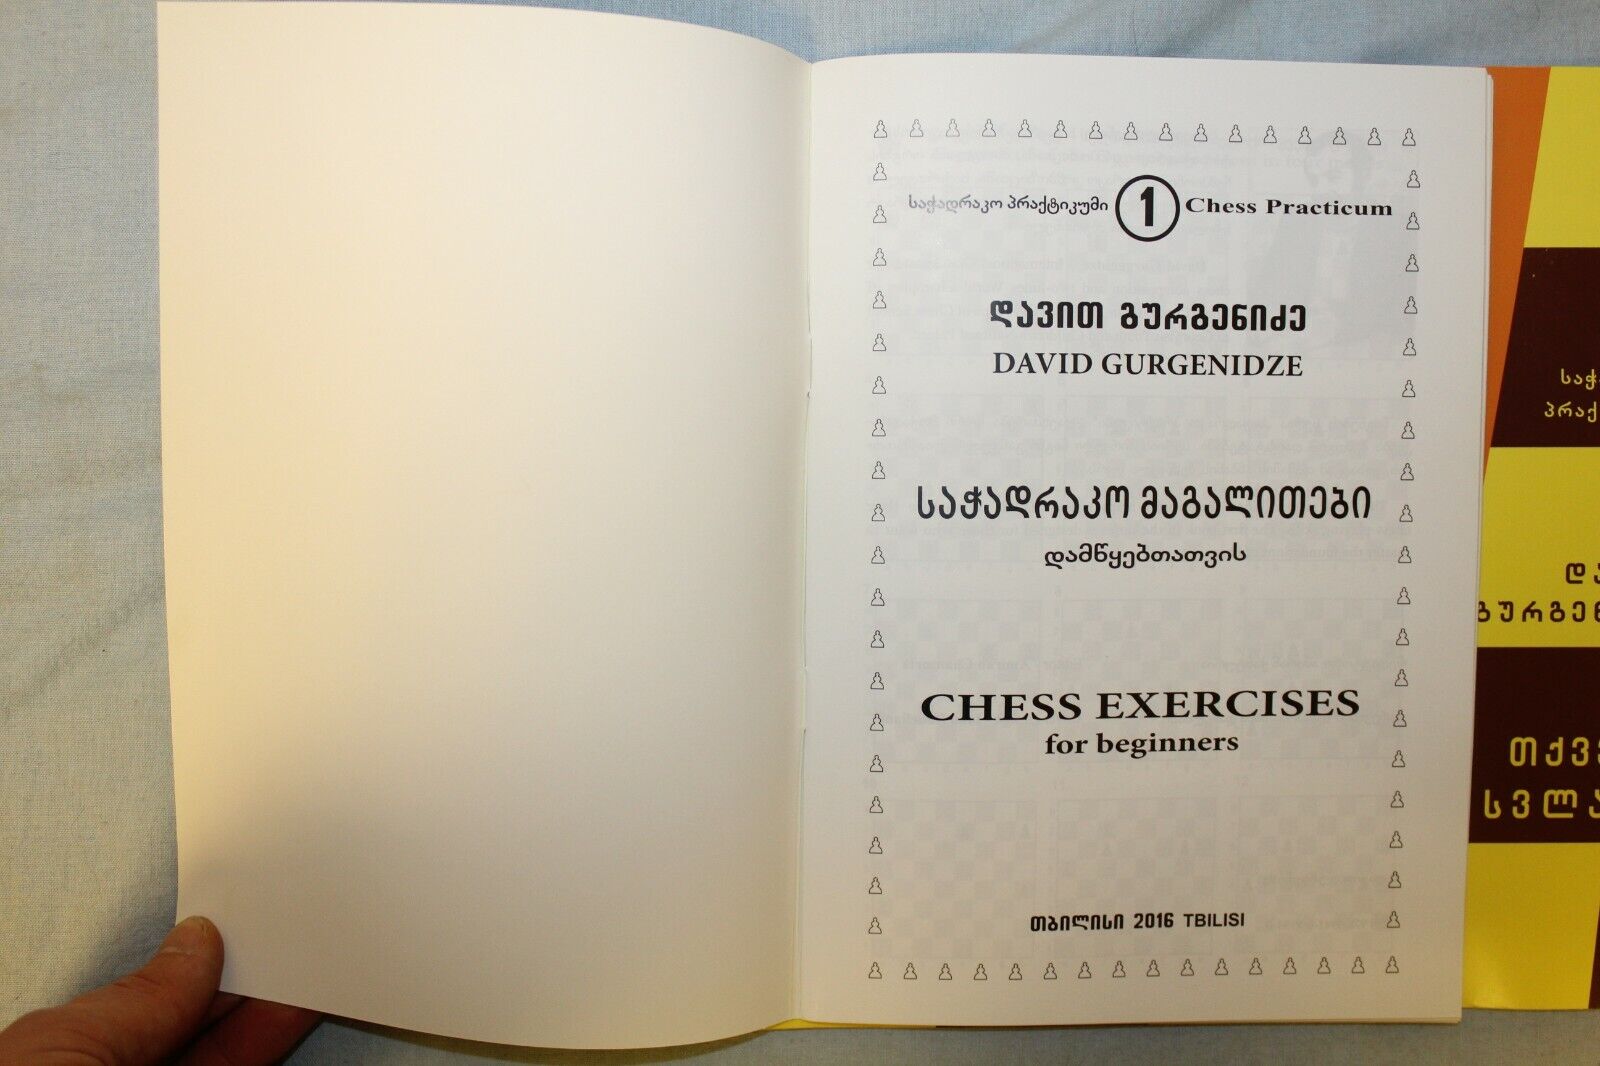 საჭადრაკო პრაქტიკუმი 1 Chess Practicum
დავით გურგენიძე
DAVID GURGENIDZE
საჭადრაკო მაგალითები
დამწყებთათვის
CHESS EXERCISES
for beginners
თბილისი 2016 TBILISI